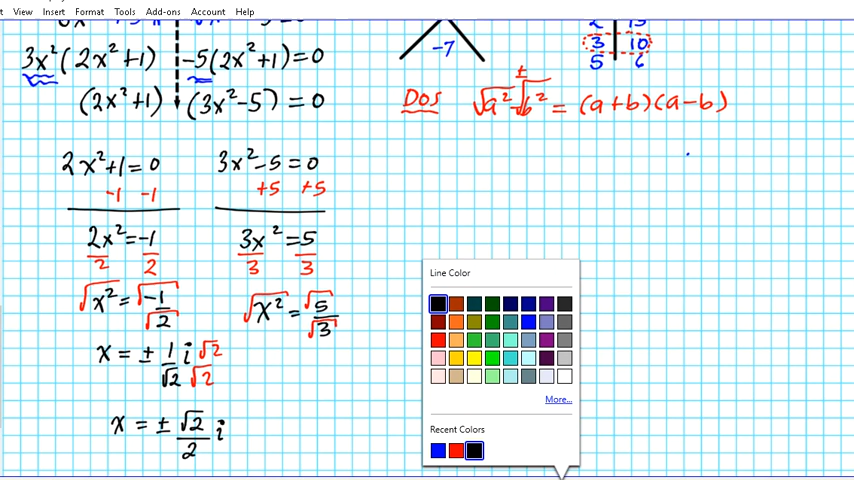 t Insert Format Tools Add-ons Account Help
3x²(2x²+1) -5(2x²+1)=0
-7
2 15
3 10
5 6
(2x²+1) (3x²-5)=0
DOS √a²-√b² = (a+b)(a-b)
±
2x²+1=0 3x²-5=0
-1 -1 +5 +5
2x²=-1 3x²=5
2 2 3 3
√x²=√-1/√2 √x²=√5/√3
x=±1/√2 i √2/√2
x=±√2/2 i
Line Color
More...
Recent Colors